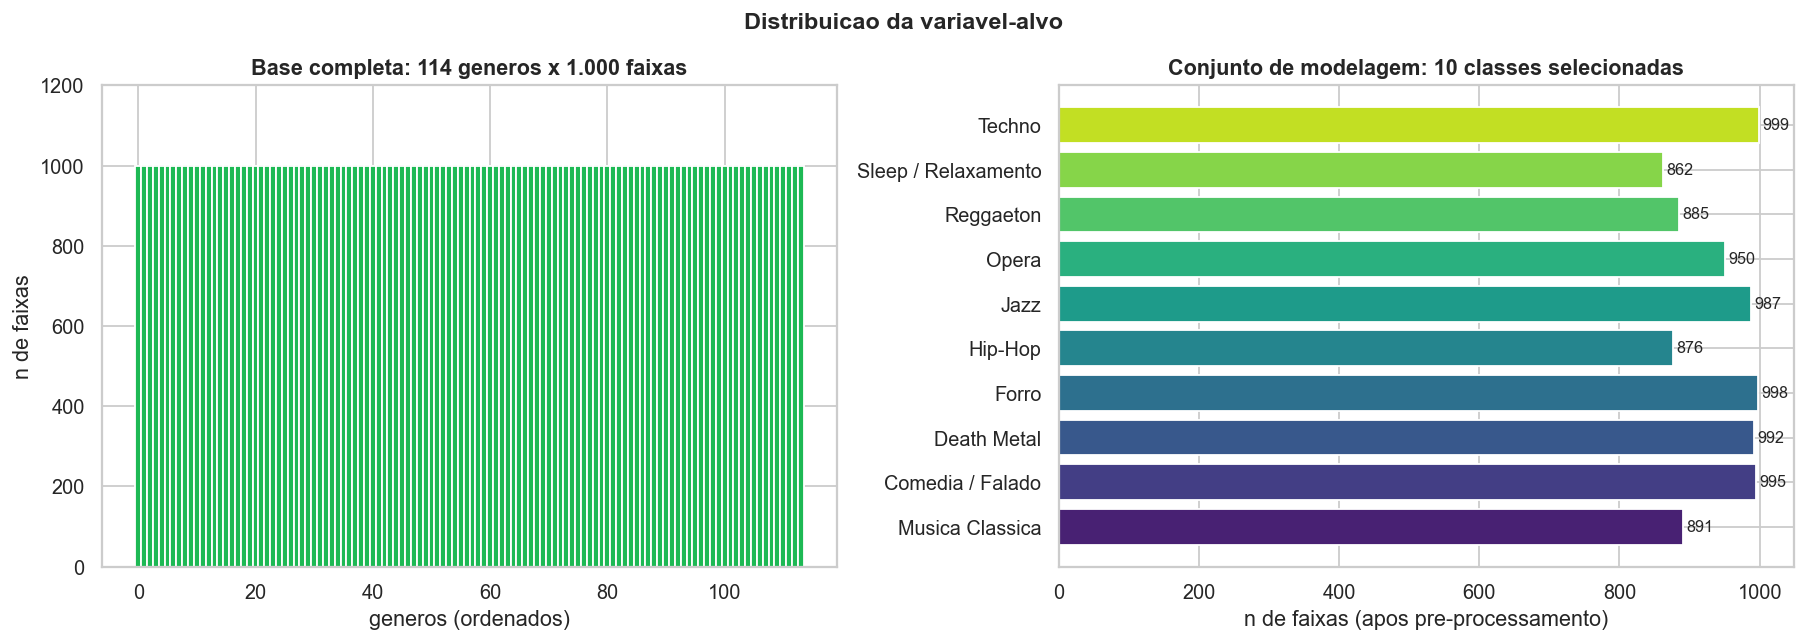 Distribuicao da variavel-alvo
Base completa: 114 generos x 1.000 faixas
1200
1000
800
600
400
200
0
n de faixas
0 20 40 60 80 100
generos (ordenados)
Conjunto de modelagem: 10 classes selecionadas
Techno 999
Sleep / Relaxamento 862
Reggaeton 885
Opera 950
Jazz 987
Hip-Hop 876
Forro 998
Death Metal 992
Comedia / Falado 995
Musica Classica 891
0 200 400 600 800 1000
n de faixas (apos pre-processamento)